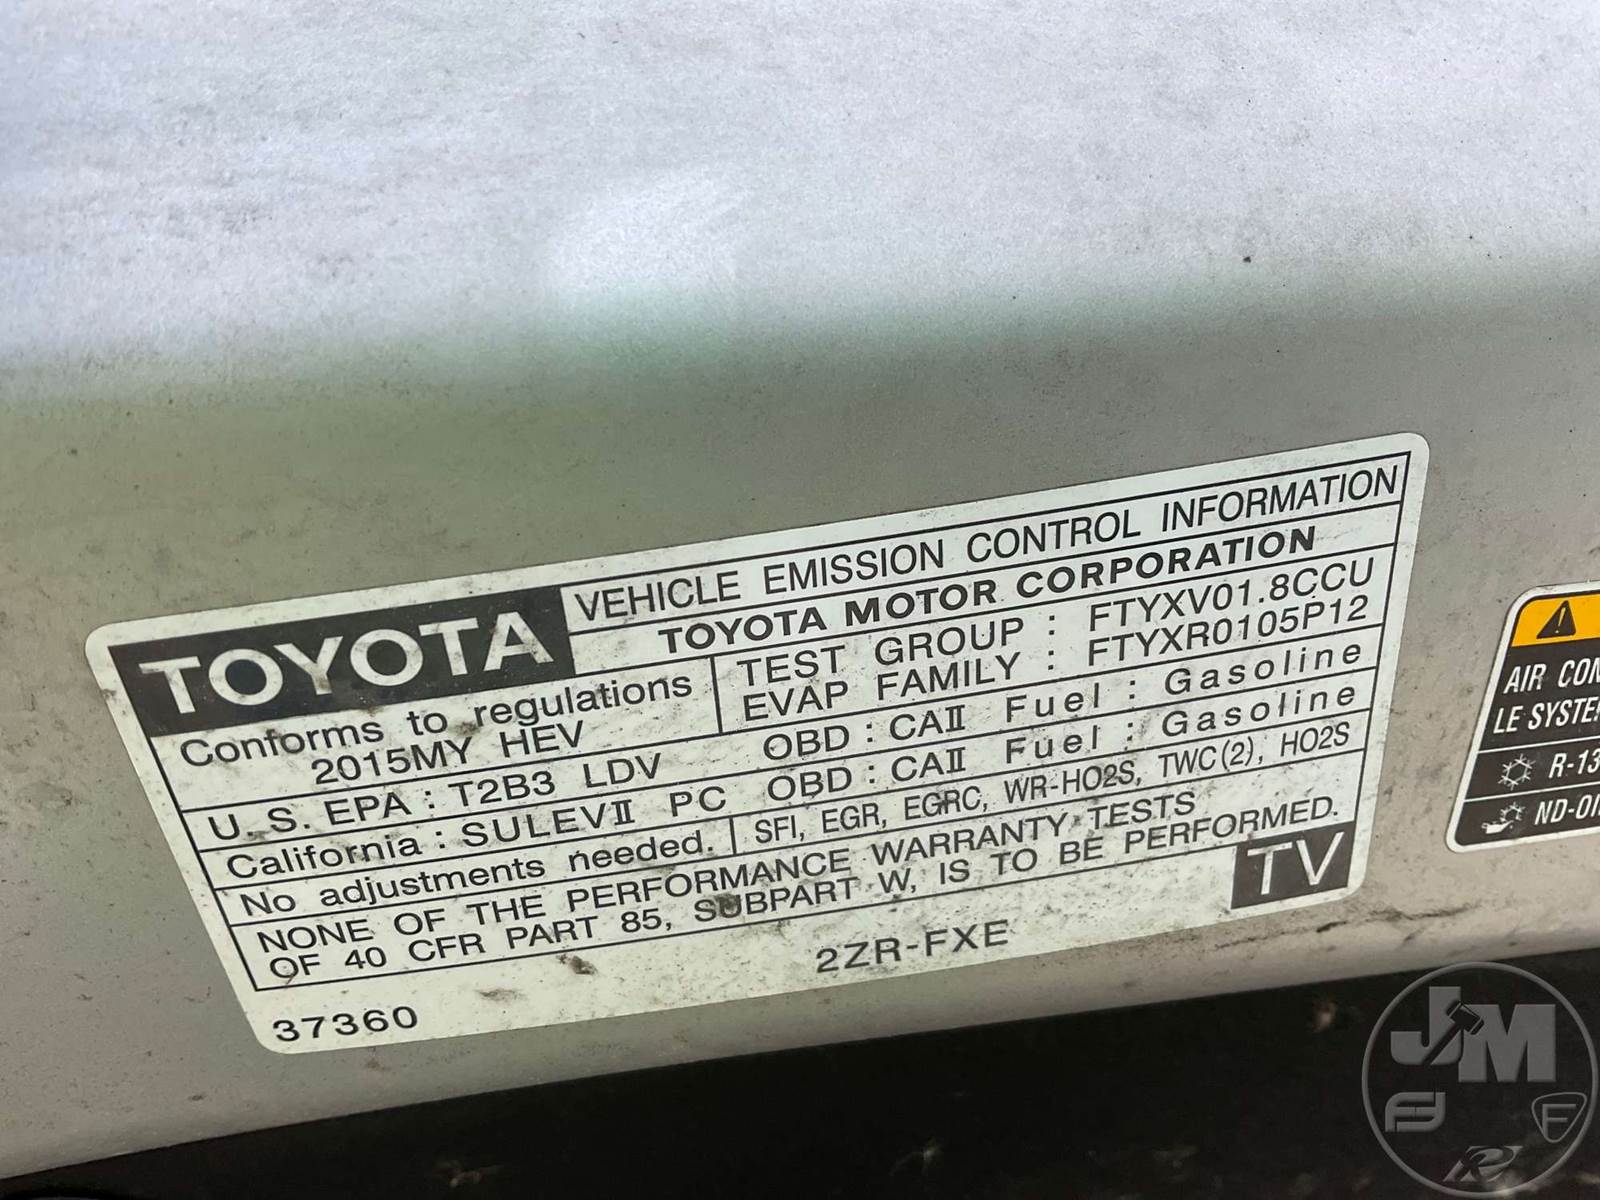 TOYOTA
VEHICLE EMISSION CONTROL INFORMATION
TOYOTA MOTOR CORPORATION
Conforms to regulations
2015MY HEV
TEST GROUP : FTYXV01.8CCU
EVAP FAMILY : FTYXR0105P12
U. S. EPA : T2B3 LDV OBD : CAⅡ Fuel : Gasoline
California : SULEVⅡ PC OBD : CAⅡ Fuel : Gasoline
No adjustments needed. SFI, EGR, EGRC, WR-HO2S, TWC(2), HO2S
NONE OF THE PERFORMANCE WARRANTY TESTS
OF 40 CFR PART 85, SUBPART W, IS TO BE PERFORMED.
TV
37360
2ZR-FXE
AIR CON
LE SYSTE
R-13
ND-OI
JM
F